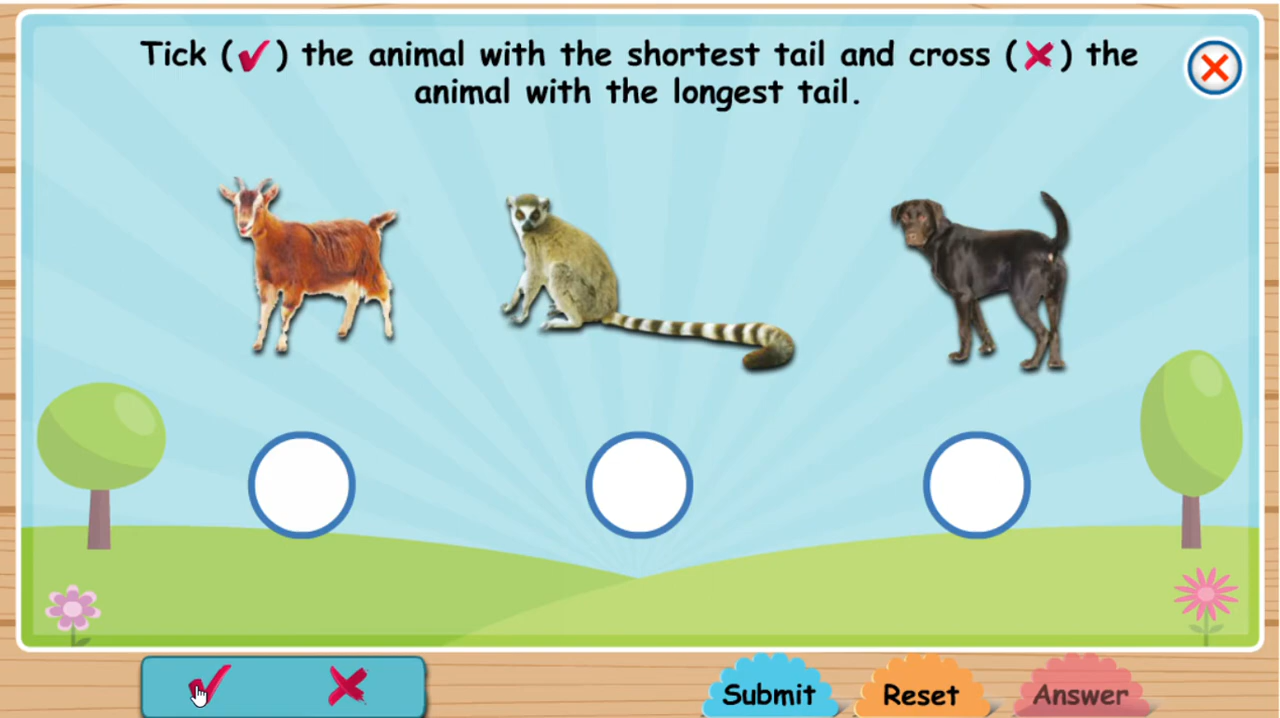 Tick (✓) the animal with the shortest tail and cross (✗) the
animal with the longest tail.
Submit
Reset
Answer